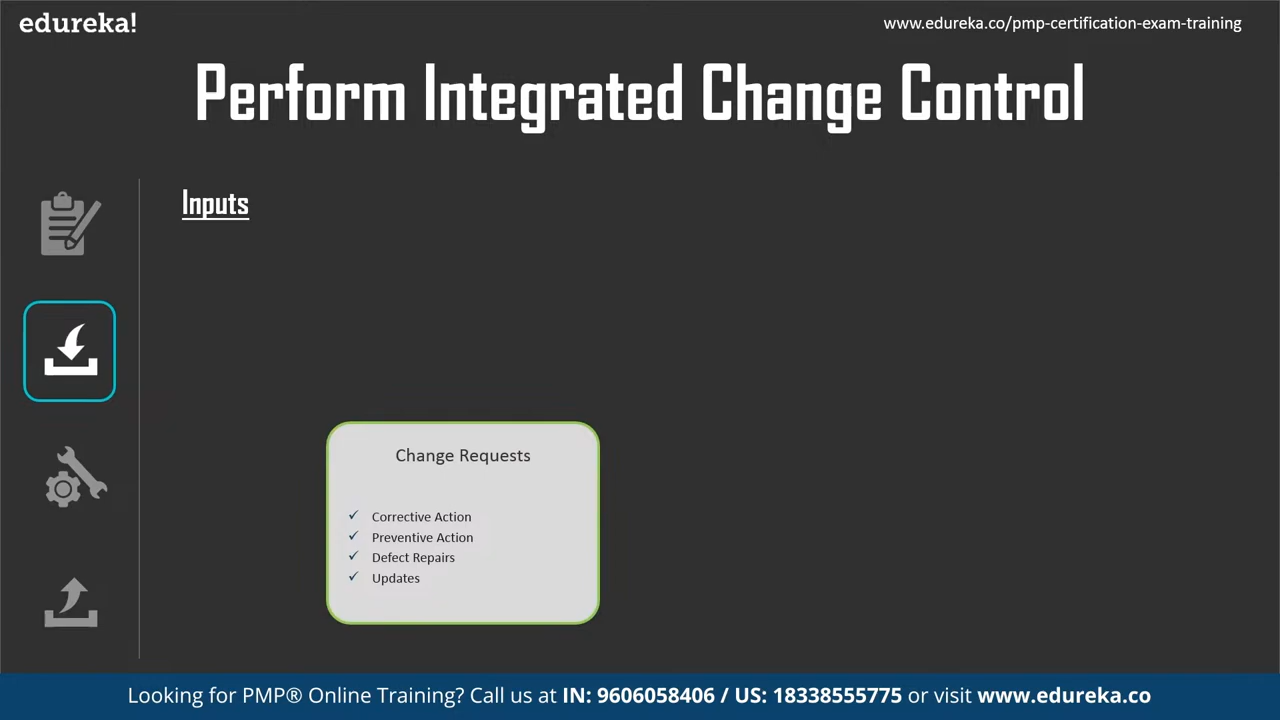 edureka!
www.edureka.co/pmp-certification-exam-training
Perform Integrated Change Control
Inputs
Change Requests
Corrective Action
Preventive Action
Defect Repairs
Updates
Looking for PMP® Online Training? Call us at IN: 9606058406 / US: 18338555775 or visit www.edureka.co